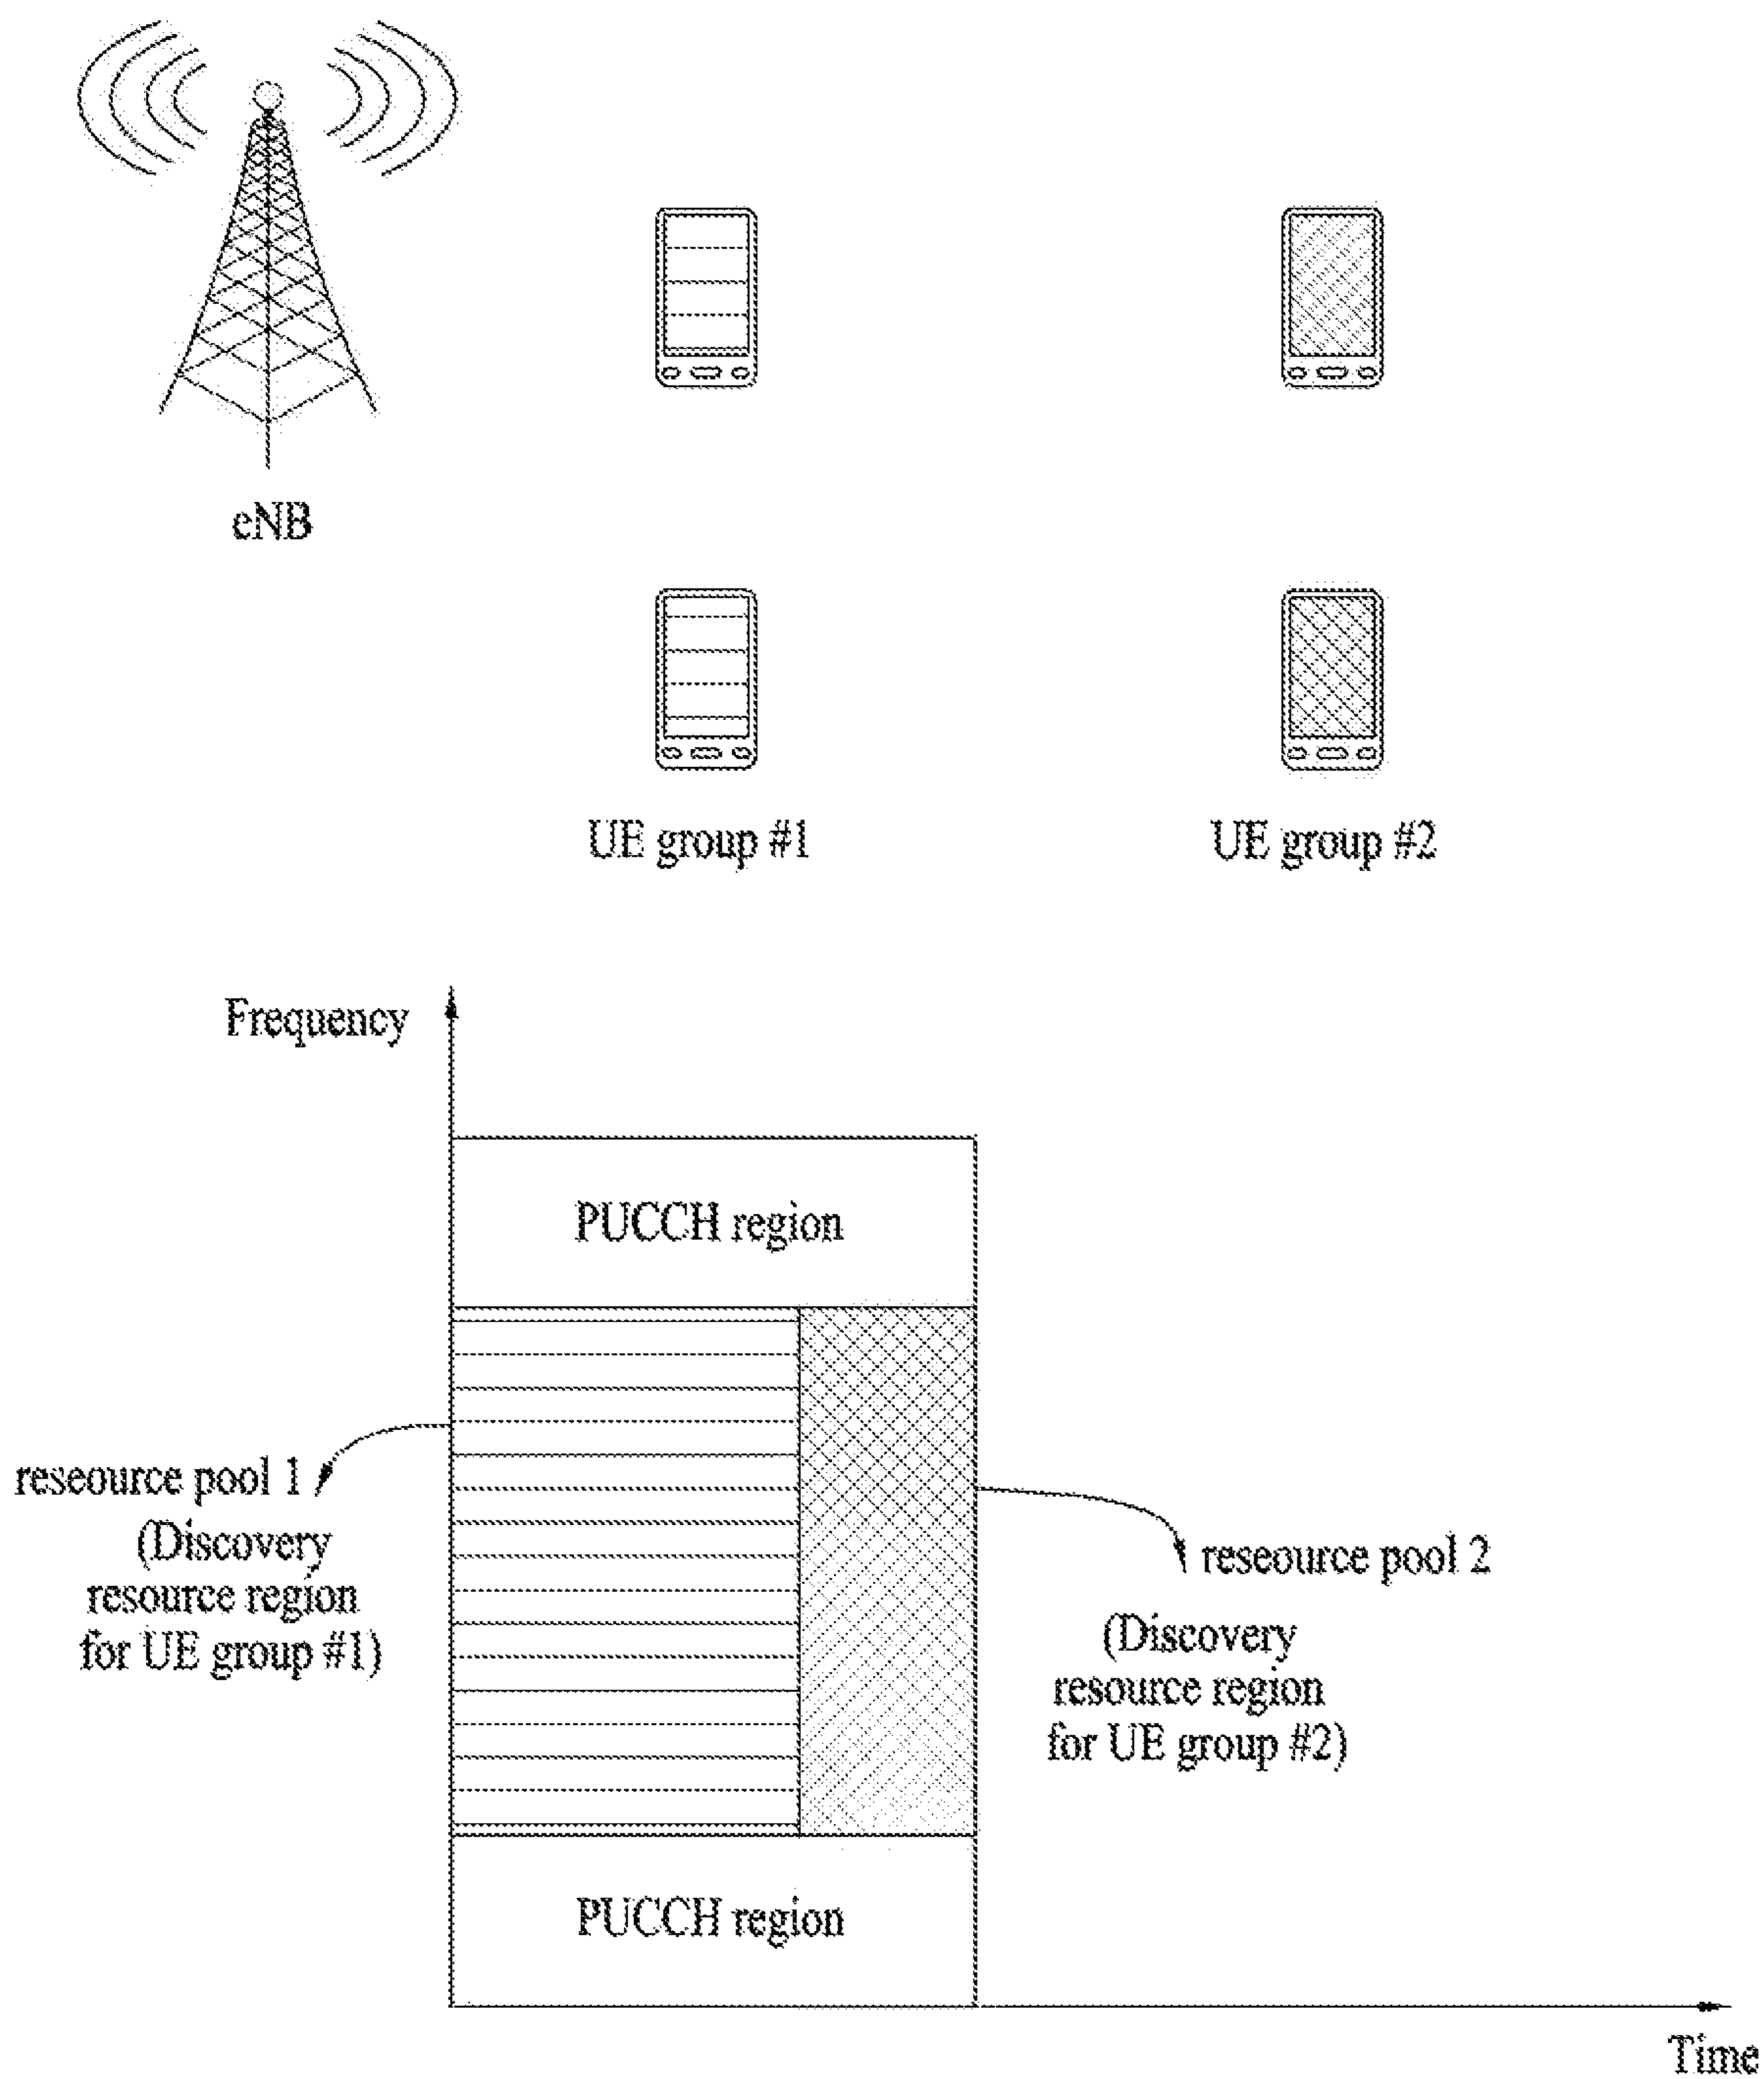 eNB
UE group #1
UE group #2
Frequency
PUCCH region
reseource pool 1
(Discovery
resource region
for UE group #1)
reseource pool 2
(Discovery
resource region
for UE group #2)
PUCCH region
Time